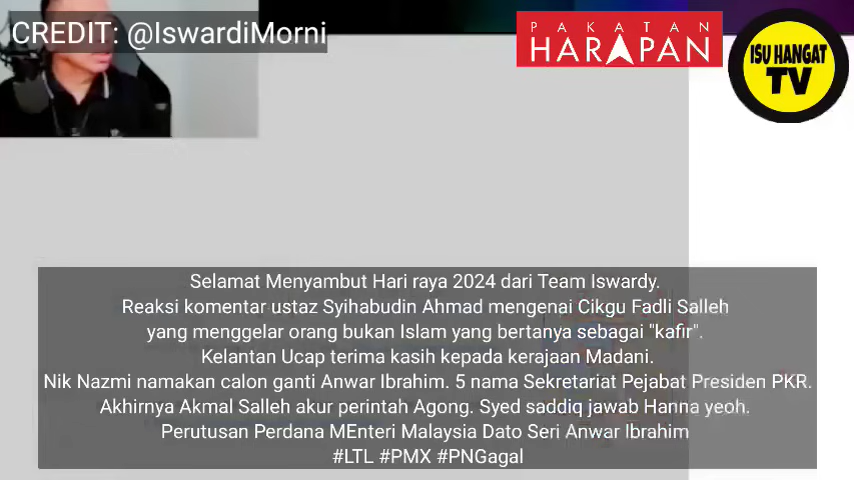 CREDIT: @IswardiMorni
PAKATAN
HARAPAN
ISU HANGAT
TV
Selamat Menyambut Hari raya 2024 dari Team Iswardy.
Reaksi komentar ustaz Syihabudin Ahmad mengenai Cikgu Fadli Salleh
yang menggelar orang bukan Islam yang bertanya sebagai "kafir".
Kelantan Ucap terima kasih kepada kerajaan Madani.
Nik Nazmi namakan calon ganti Anwar Ibrahim. 5 nama Sekretariat Pejabat Presiden PKR.
Akhirnya Akmal Salleh akur perintah Agong. Syed saddiq jawab Hanna yeoh.
Perutusan Perdana MEnteri Malaysia Dato Seri Anwar Ibrahim
#LTL #PMX #PNGagal